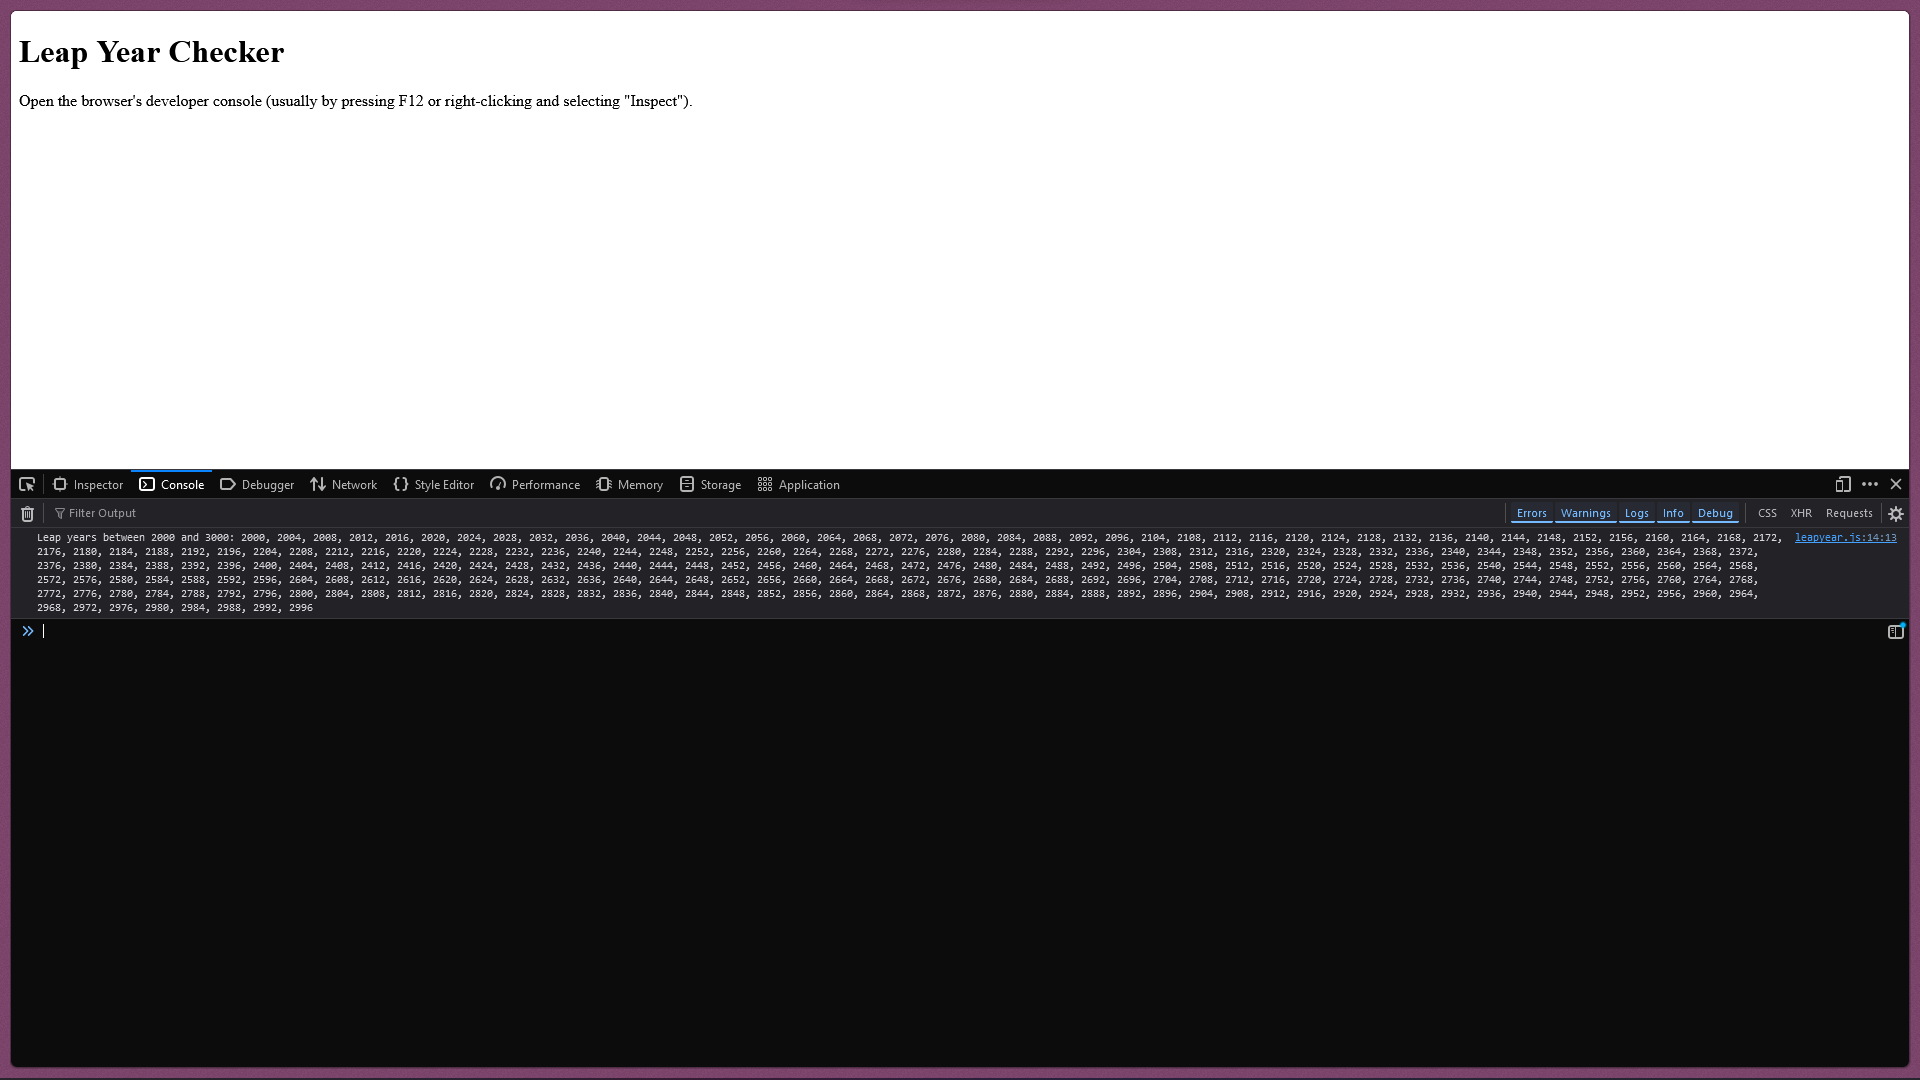 Leap Year Checker
Open the browser's developer console (usually by pressing F12 or right-clicking and selecting "Inspect").
Inspector Console Debugger Network Style Editor Performance Memory Storage Application
Filter Output Errors Warnings Logs Info Debug CSS XHR Requests
Leap years between 2000 and 3000: 2000, 2004, 2008, 2012, 2016, 2020, 2024, 2028, 2032, 2036, 2040, 2044, 2048, 2052, 2056, 2060, 2064, 2068, 2072, 2076, 2080, 2084, 2088, 2092, 2096, 2104, 2108, 2112, 2116, 2120, 2124, 2128, 2132, 2136, 2140, 2144, 2148, 2152, 2156, 2160, 2164, 2168, 2172, leapyear.js:14:13
2176, 2180, 2184, 2188, 2192, 2196, 2204, 2208, 2212, 2216, 2220, 2224, 2228, 2232, 2236, 2240, 2244, 2248, 2252, 2256, 2260, 2264, 2268, 2272, 2276, 2280, 2284, 2288, 2292, 2296, 2304, 2308, 2312, 2316, 2320, 2324, 2328, 2332, 2336, 2340, 2344, 2348, 2352, 2356, 2360, 2364, 2368, 2372,
2376, 2380, 2384, 2388, 2392, 2396, 2400, 2404, 2408, 2412, 2416, 2420, 2424, 2428, 2432, 2436, 2440, 2444, 2448, 2452, 2456, 2460, 2464, 2468, 2472, 2476, 2480, 2484, 2488, 2492, 2496, 2504, 2508, 2512, 2516, 2520, 2524, 2528, 2532, 2536, 2540, 2544, 2548, 2552, 2556, 2560, 2564, 2568,
2572, 2576, 2580, 2584, 2588, 2592, 2596, 2604, 2608, 2612, 2616, 2620, 2624, 2628, 2632, 2636, 2640, 2644, 2648, 2652, 2656, 2660, 2664, 2668, 2672, 2676, 2680, 2684, 2688, 2692, 2696, 2704, 2708, 2712, 2716, 2720, 2724, 2728, 2732, 2736, 2740, 2744, 2748, 2752, 2756, 2760, 2764, 2768,
2772, 2776, 2780, 2784, 2788, 2792, 2796, 2800, 2804, 2808, 2812, 2816, 2820, 2824, 2828, 2832, 2836, 2840, 2844, 2848, 2852, 2856, 2860, 2864, 2868, 2872, 2876, 2880, 2884, 2888, 2892, 2896, 2904, 2908, 2912, 2916, 2920, 2924, 2928, 2932, 2936, 2940, 2944, 2948, 2952, 2956, 2960, 2964,
2968, 2972, 2976, 2980, 2984, 2988, 2992, 2996